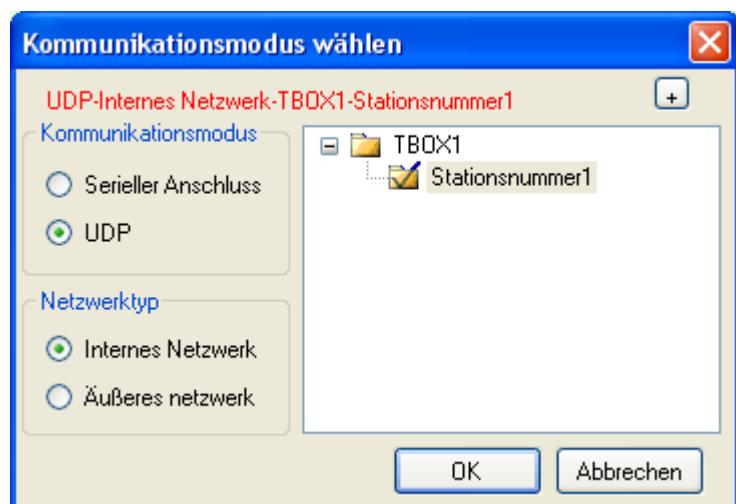 Kommunikationsmodus wählen
UDP-Internes Netzwerk-TBOX1-Stationsnummer1
+
Kommunikationsmodus
Serieller Anschluss
UDP
TBOX1
Stationsnummer1
Netzwerktyp
Internes Netzwerk
Äußeres netzwerk
OK
Abbrechen